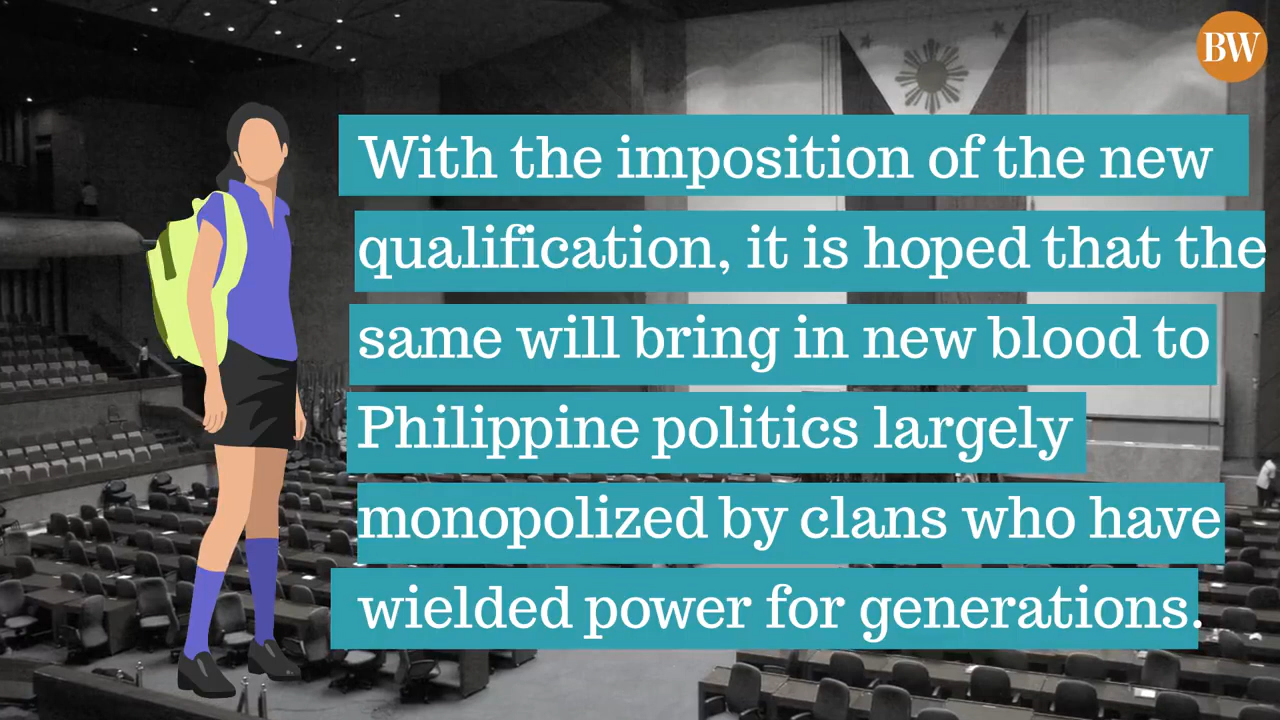 BW
With the imposition of the new
qualification, it is hoped that the
same will bring in new blood to
Philippine politics largely
monopolized by clans who have
wielded power for generations.